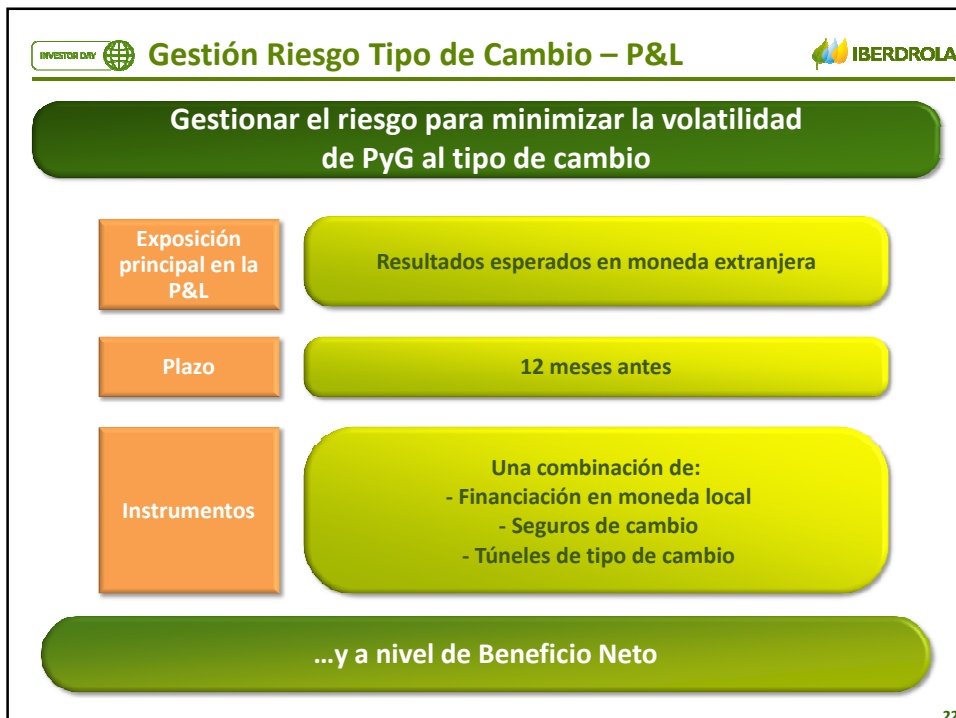 INVESTOR DAY
Gestión Riesgo Tipo de Cambio – P&L
IBERDROLA
Gestionar el riesgo para minimizar la volatilidad
de PyG al tipo de cambio
Exposición
principal en la
P&L
Resultados esperados en moneda extranjera
Plazo
12 meses antes
Instrumentos
Una combinación de:
- Financiación en moneda local
- Seguros de cambio
- Túneles de tipo de cambio
...y a nivel de Beneficio Neto
22